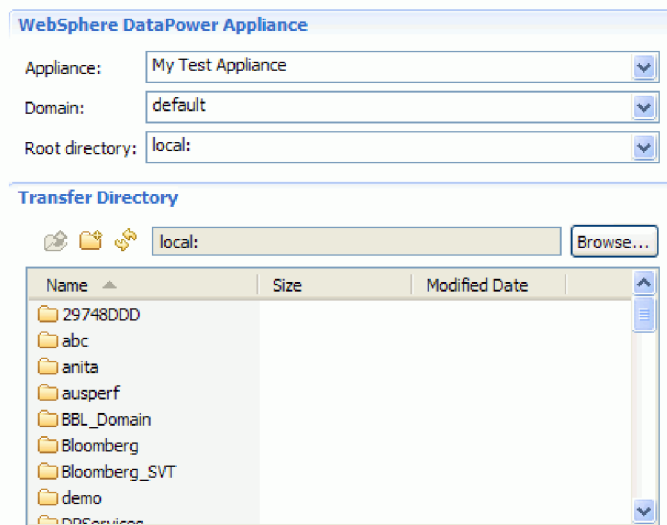 WebSphere DataPower Appliance
Appliance: My Test Appliance
Domain: default
Root directory: local:
Transfer Directory
local: Browse...
Name Size Modified Date
29748DDD
abc
anita
ausperf
BBL_Domain
Bloomberg
Bloomberg_SVT
demo
DPServices